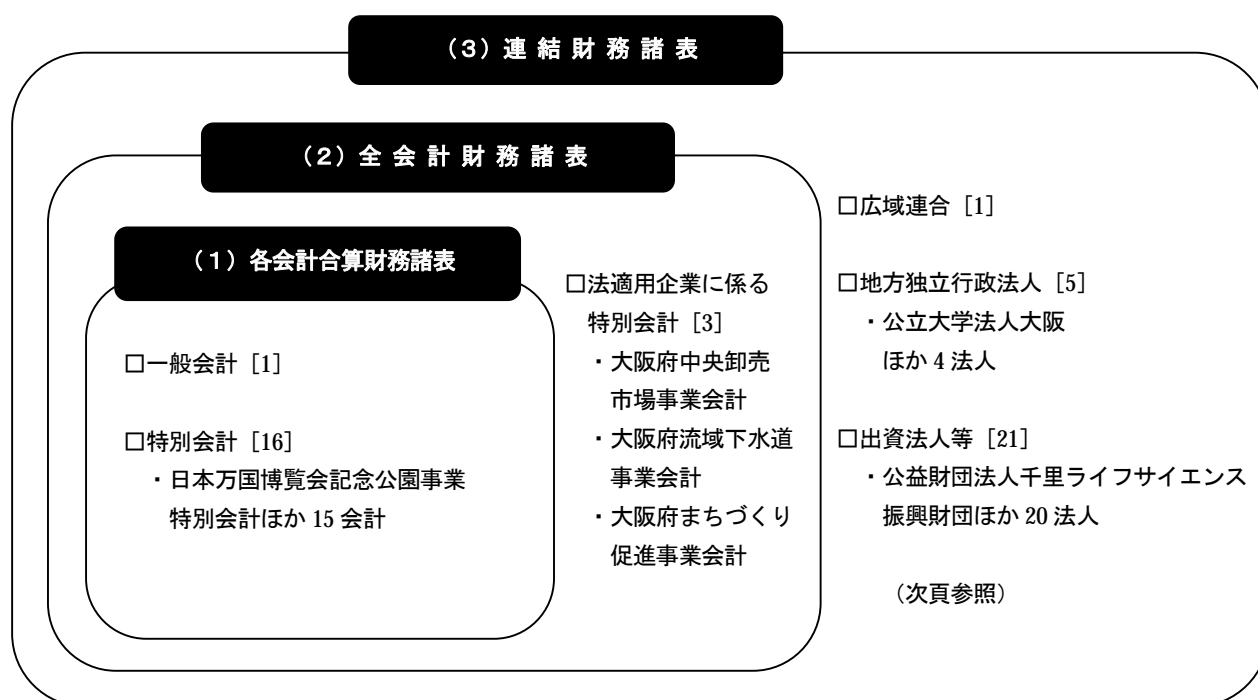 （３）連 結 財 務 諸 表
（２）全 会 計 財 務 諸 表
（１）各会計合算財務諸表
□一般会計［1］
□特別会計［16］
・日本万国博覧会記念公園事業
特別会計ほか 15 会計
□法適用企業に係る
特別会計［3］
・大阪府中央卸売
市場事業会計
・大阪府流域下水道
事業会計
・大阪府まちづくり
促進事業会計
□広域連合［1］
□地方独立行政法人［5］
・公立大学法人大阪
ほか 4 法人
□出資法人等［21］
・公益財団法人千里ライフサイエンス
振興財団ほか 20 法人
（次頁参照）